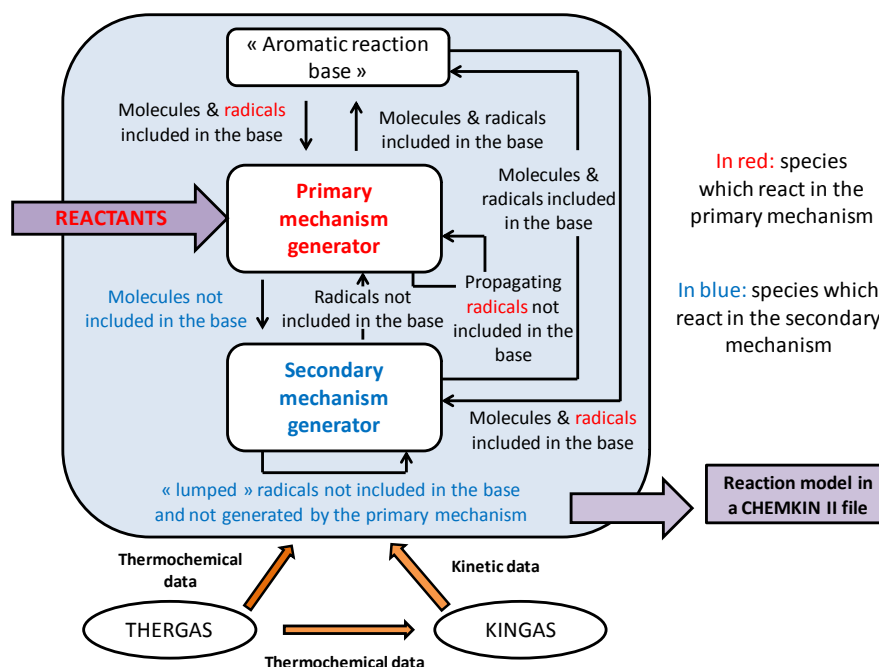 « Aromatic reaction
base »
Molecules & radicals
included in the base
Molecules & radicals
included in the base
Molecules &
radicals included
in the base
In red: species
which react in the
primary mechanism
REACTANTS
Primary
mechanism
generator
Molecules not
included in the base
Radicals not
included in the base
Propagating
radicals not
included in the
base
In blue: species which
react in the secondary
mechanism
Secondary
mechanism
generator
Molecules & radicals
included in the base
« lumped » radicals not included in the base
and not generated by the primary mechanism
Reaction model in
a CHEMKIN II file
Thermochemical
data
Kinetic data
THERGAS
KINGAS
Thermochemical data